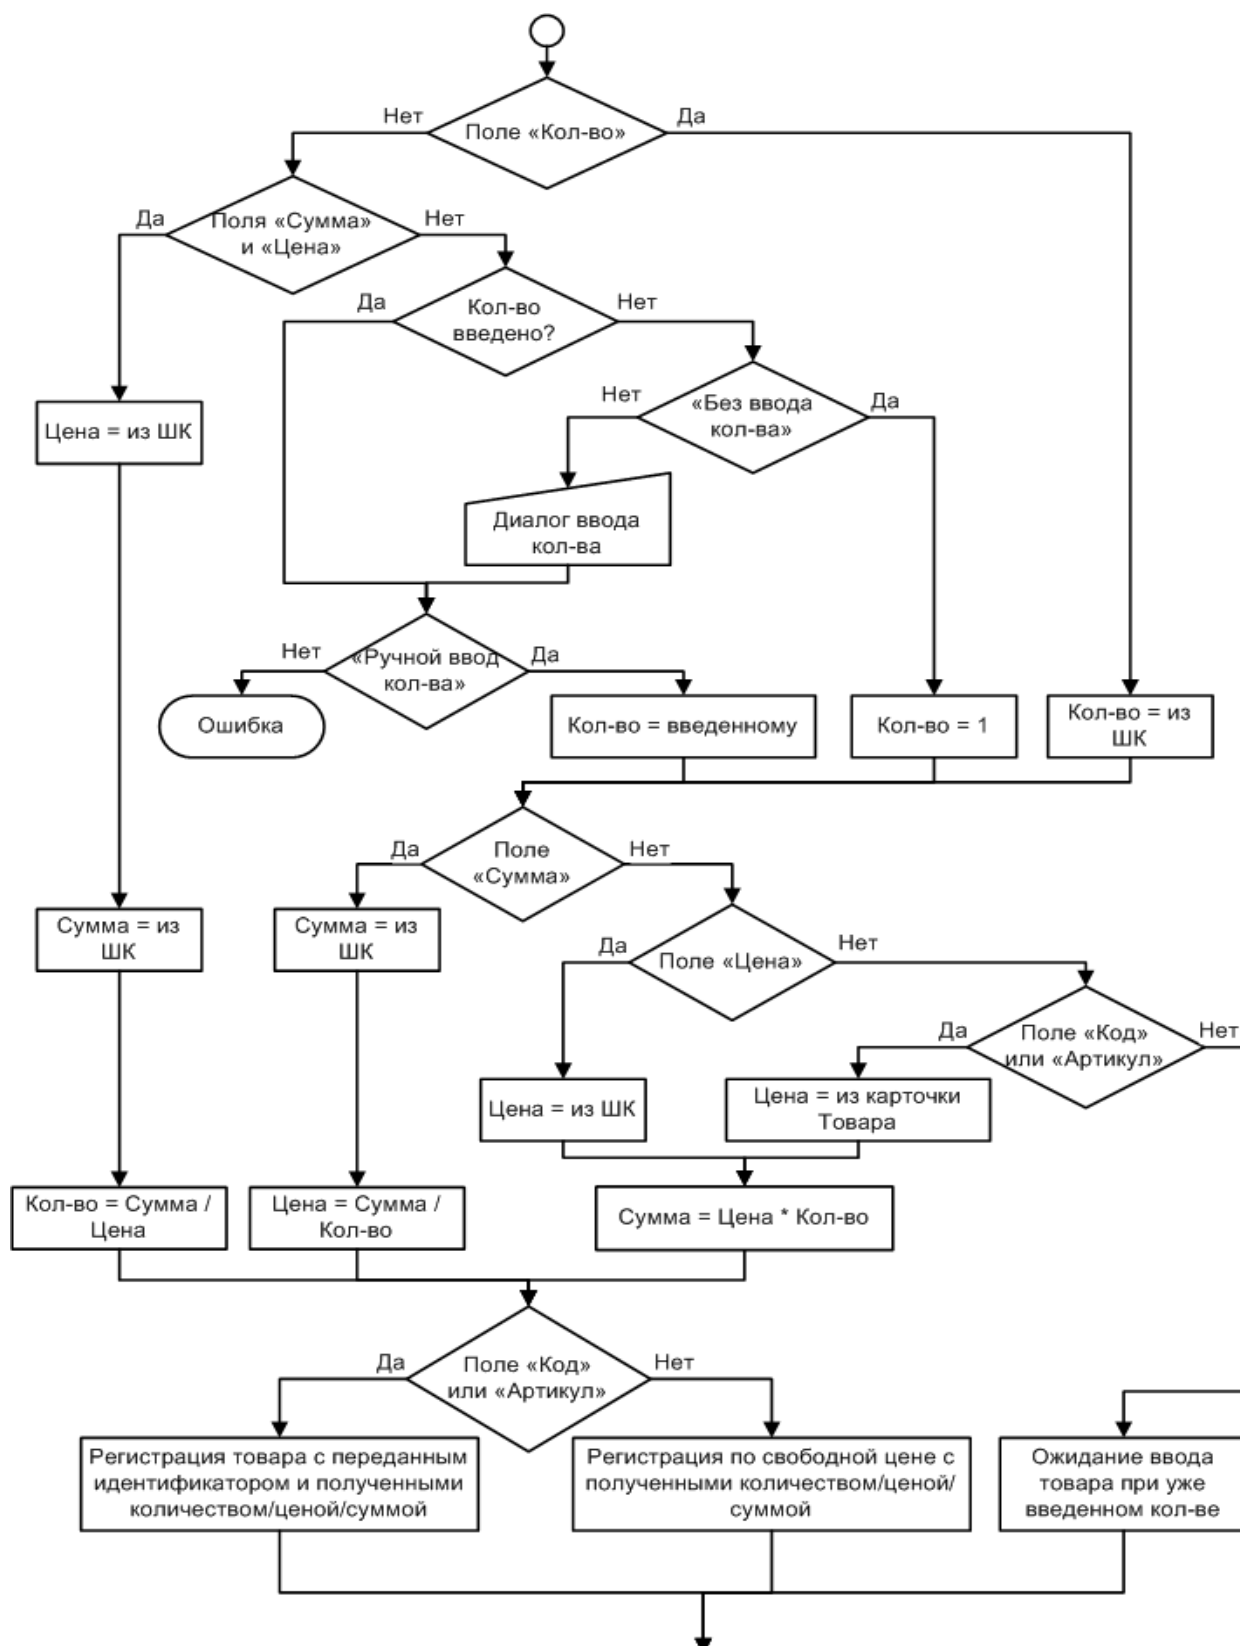 Нет
Поле «Кол-во»
Да
Да
Поля «Сумма»
и «Цена»
Нет
Да
Кол-во
введено?
Нет
Нет
«Без ввода
кол-ва»
Да
Цена = из ШК
Диалог ввода
кол-ва
Нет
«Ручной ввод
кол-ва»
Да
Ошибка
Кол-во = введенному
Кол-во = 1
Кол-во = из
ШК
Да
Поле
«Сумма»
Нет
Сумма = из
ШК
Сумма = из
ШК
Да
Поле «Цена»
Нет
Да
Поле «Код»
или «Артикул»
Нет
Цена = из ШК
Цена = из карточки
Товара
Кол-во = Сумма /
Цена
Цена = Сумма /
Кол-во
Сумма = Цена * Кол-во
Да
Поле «Код»
или «Артикул»
Нет
Регистрация товара с переданным
идентификатором и полученными
количеством/ценой/суммой
Регистрация по свободной цене с
полученными количеством/ценой/
суммой
Ожидание ввода
товара при уже
введенном кол-ве